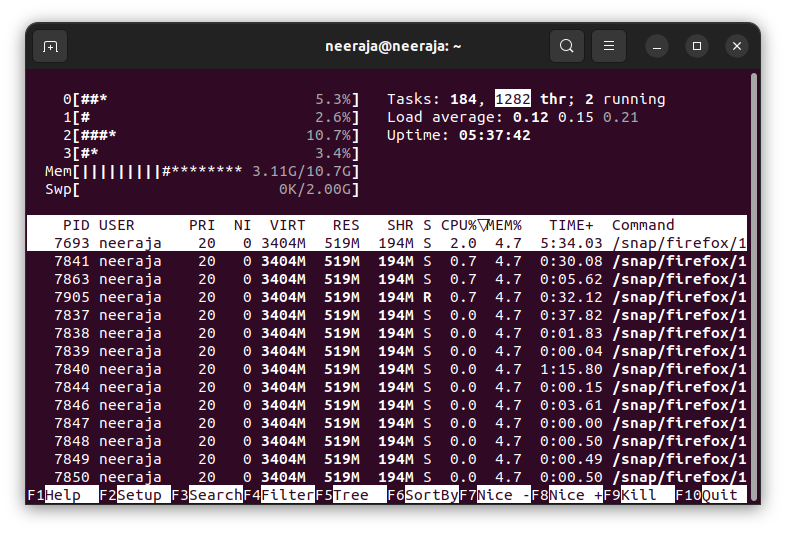 neeraja@neeraja: ~
0[##* 5.3%] Tasks: 184, 1282 thr; 2 running
1[# 2.6%] Load average: 0.12 0.15 0.21
2[###* 10.7%] Uptime: 05:37:42
3[#* 3.4%]
Mem[|||||||||#******** 3.11G/10.7G]
Swp[ 0K/2.00G]
PID USER PRI NI VIRT RES SHR S CPU%▽MEM% TIME+ Command
7693 neeraja 20 0 3404M 519M 194M S 2.0 4.7 5:34.03 /snap/firefox/1
7841 neeraja 20 0 3404M 519M 194M S 0.7 4.7 0:30.08 /snap/firefox/1
7863 neeraja 20 0 3404M 519M 194M S 0.7 4.7 0:05.62 /snap/firefox/1
7905 neeraja 20 0 3404M 519M 194M R 0.7 4.7 0:32.12 /snap/firefox/1
7837 neeraja 20 0 3404M 519M 194M S 0.0 4.7 0:37.82 /snap/firefox/1
7838 neeraja 20 0 3404M 519M 194M S 0.0 4.7 0:01.83 /snap/firefox/1
7839 neeraja 20 0 3404M 519M 194M S 0.0 4.7 0:00.04 /snap/firefox/1
7840 neeraja 20 0 3404M 519M 194M S 0.0 4.7 1:15.80 /snap/firefox/1
7844 neeraja 20 0 3404M 519M 194M S 0.0 4.7 0:00.15 /snap/firefox/1
7846 neeraja 20 0 3404M 519M 194M S 0.0 4.7 0:03.61 /snap/firefox/1
7847 neeraja 20 0 3404M 519M 194M S 0.0 4.7 0:00.00 /snap/firefox/1
7848 neeraja 20 0 3404M 519M 194M S 0.0 4.7 0:00.50 /snap/firefox/1
7849 neeraja 20 0 3404M 519M 194M S 0.0 4.7 0:00.49 /snap/firefox/1
7850 neeraja 20 0 3404M 519M 194M S 0.0 4.7 0:00.50 /snap/firefox/1
F1Help F2Setup F3SearchF4FilterF5Tree F6SortByF7Nice -F8Nice +F9Kill F10Quit